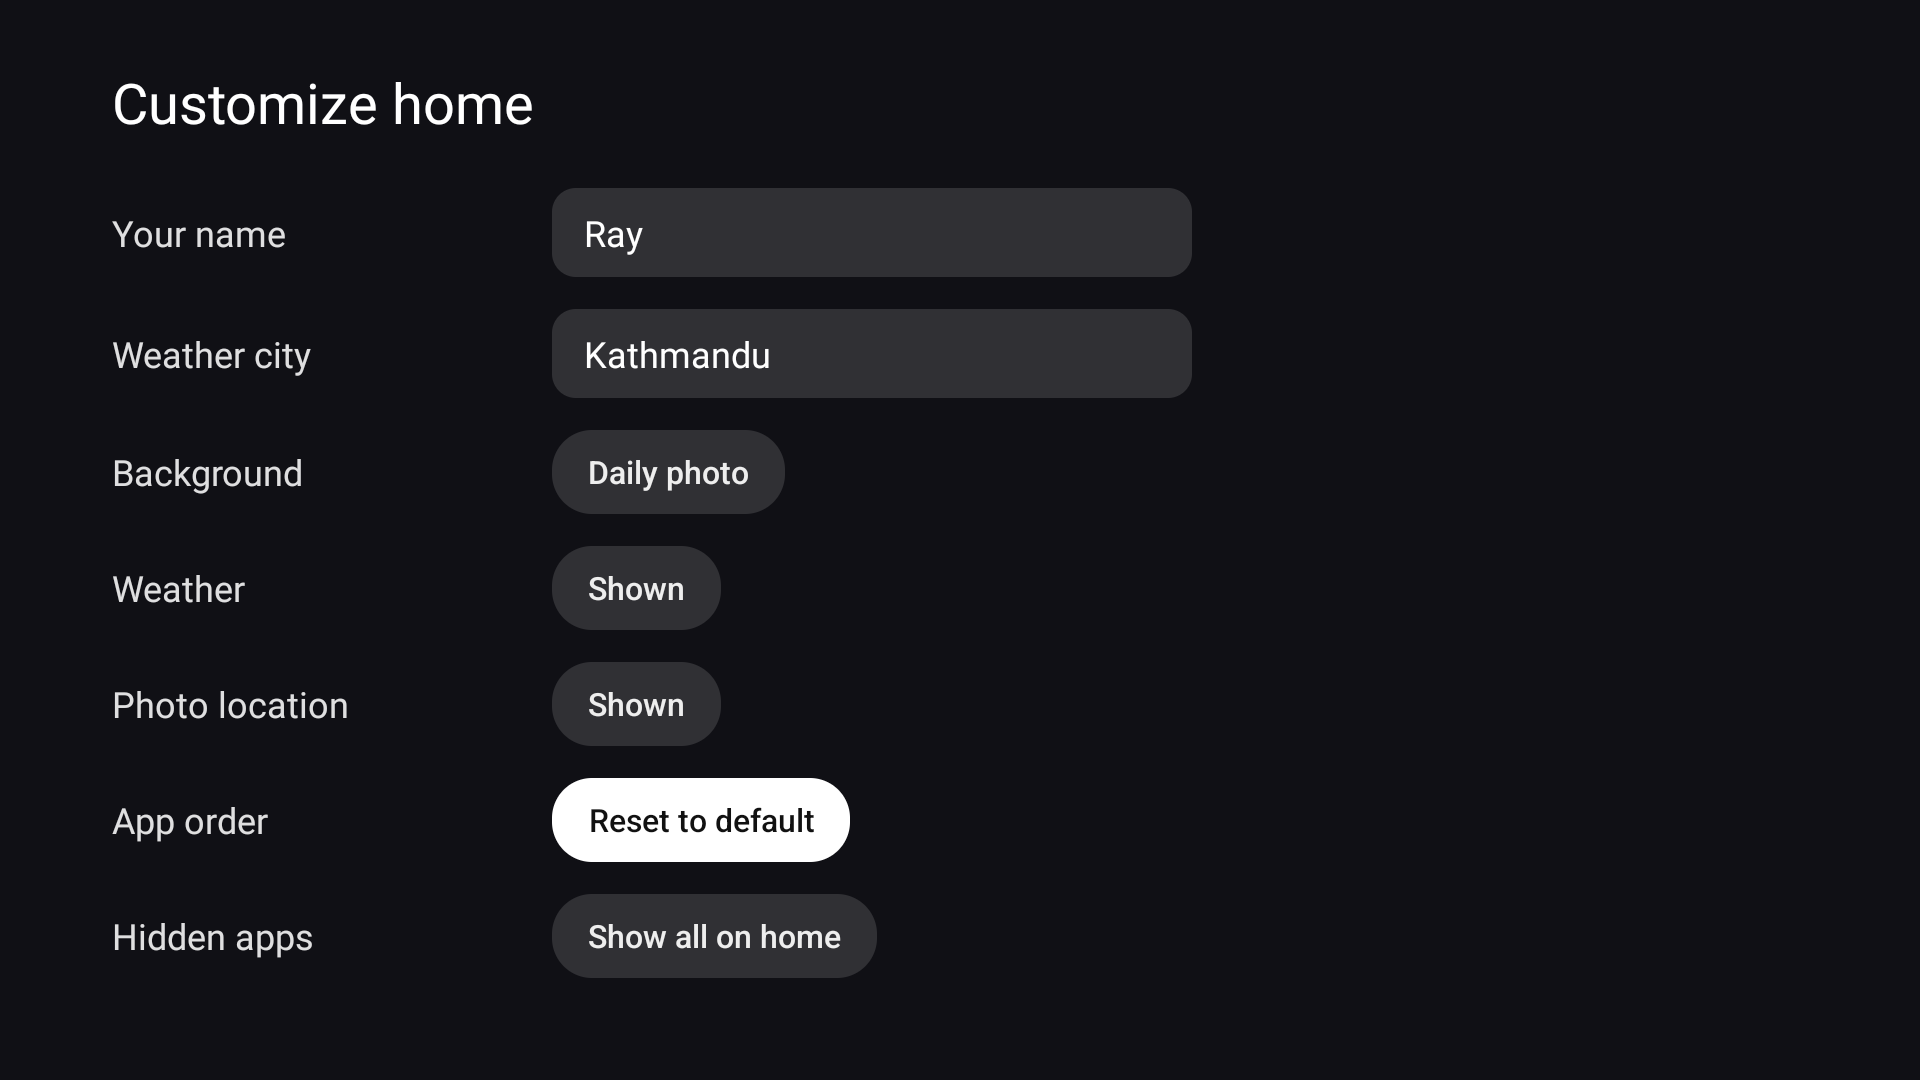 Customize home
Your name
Ray
Weather city
Kathmandu
Background
Daily photo
Weather
Shown
Photo location
Shown
App order
Reset to default
Hidden apps
Show all on home